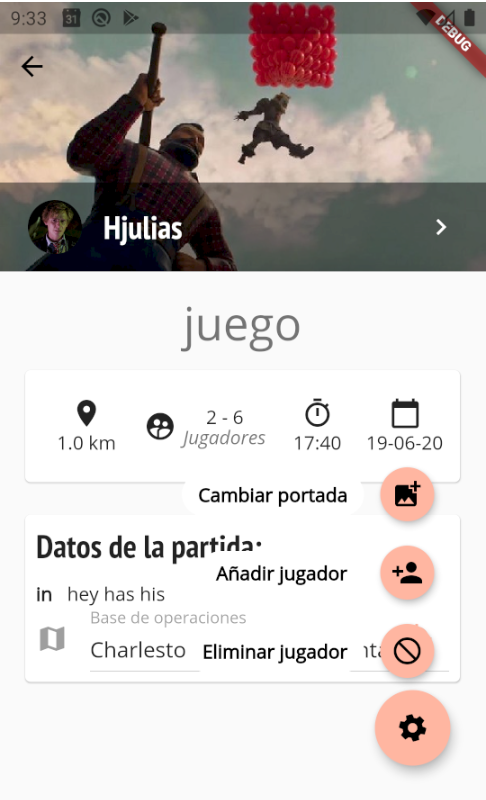 9:33
31
DEBUG
Hjulias
juego
2 - 6
Jugadores
1.0 km
17:40
19-06-20
Cambiar portada
Datos de la partida:
Añadir jugador
in hey has his
Base de operaciones
Charlesto
Eliminar jugador